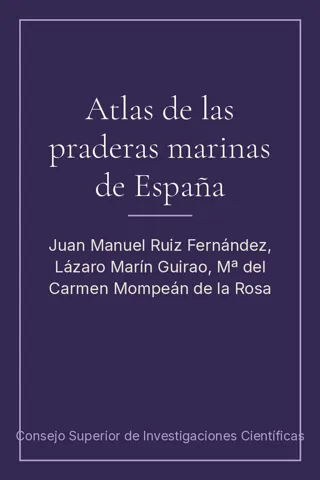 Atlas de las
praderas marinas
de España
Juan Manuel Ruiz Fernández,
Lázaro Marín Guirao, Mª del
Carmen Mompeán de la Rosa
Consejo Superior de Investigaciones Científicas